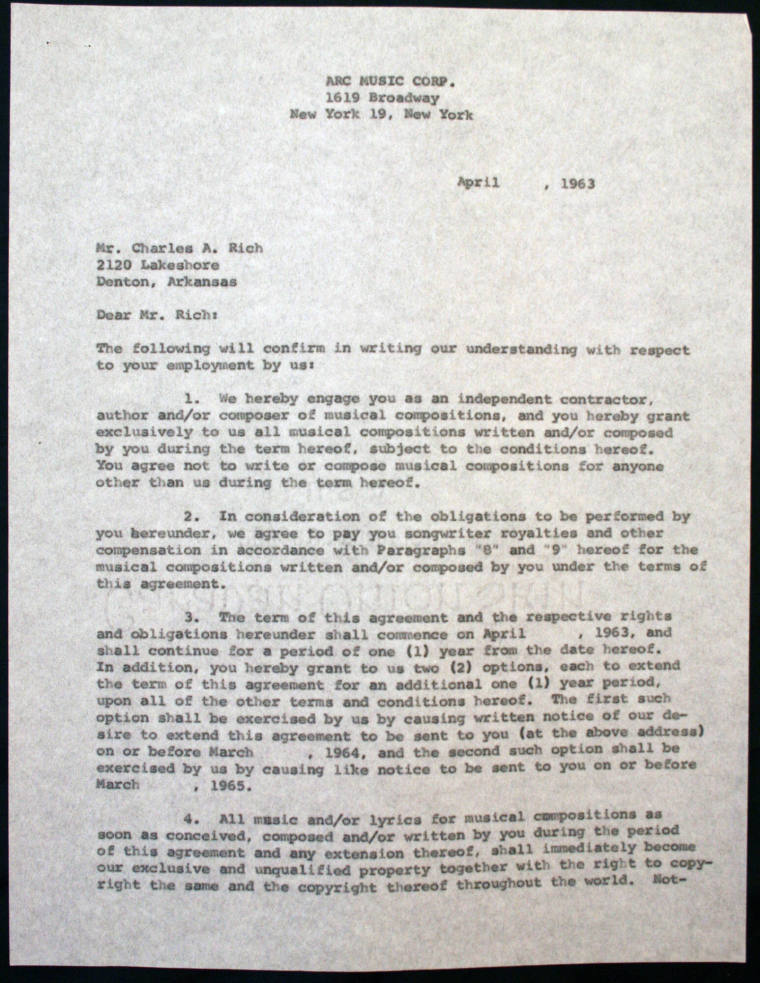 ARC MUSIC CORP.
1619 Broadway
New York 19, New York
April , 1963
Mr. Charles A. Rich
2120 Lakeshore
Denton, Arkansas
Dear Mr. Rich:
The following will confirm in writing our understanding with respect
to your employment by us:
1. We hereby engage you as an independent contractor,
author and/or composer of musical compositions, and you hereby grant
exclusively to us all musical compositions written and/or composed
by you during the term hereof, subject to the conditions hereof.
You agree not to write or compose musical compositions for anyone
other than us during the term hereof.
2. In consideration of the obligations to be performed by
you hereunder, we agree to pay you songwriter royalties and other
compensation in accordance with Paragraphs "8" and "9" hereof for the
musical compositions written and/or composed by you under the terms of
this agreement.
3. The term of this agreement and the respective rights
and obligations hereunder shall commence on April , 1963, and
shall continue for a period of one (1) year from the date hereof.
In addition, you hereby grant to us two (2) options, each to extend
the term of this agreement for an additional one (1) year period,
upon all of the other terms and conditions hereof. The first such
option shall be exercised by us by causing written notice of our de-
sire to extend this agreement to be sent to you (at the above address)
on or before March , 1964, and the second such option shall be
exercised by us by causing like notice to be sent to you on or before
March , 1965.
4. All music and/or lyrics for musical compositions as
soon as conceived, composed and/or written by you during the period
of this agreement and any extension thereof, shall immediately become
our exclusive and unqualified property together with the right to copy-
right the same and the copyright thereof throughout the world. Not-